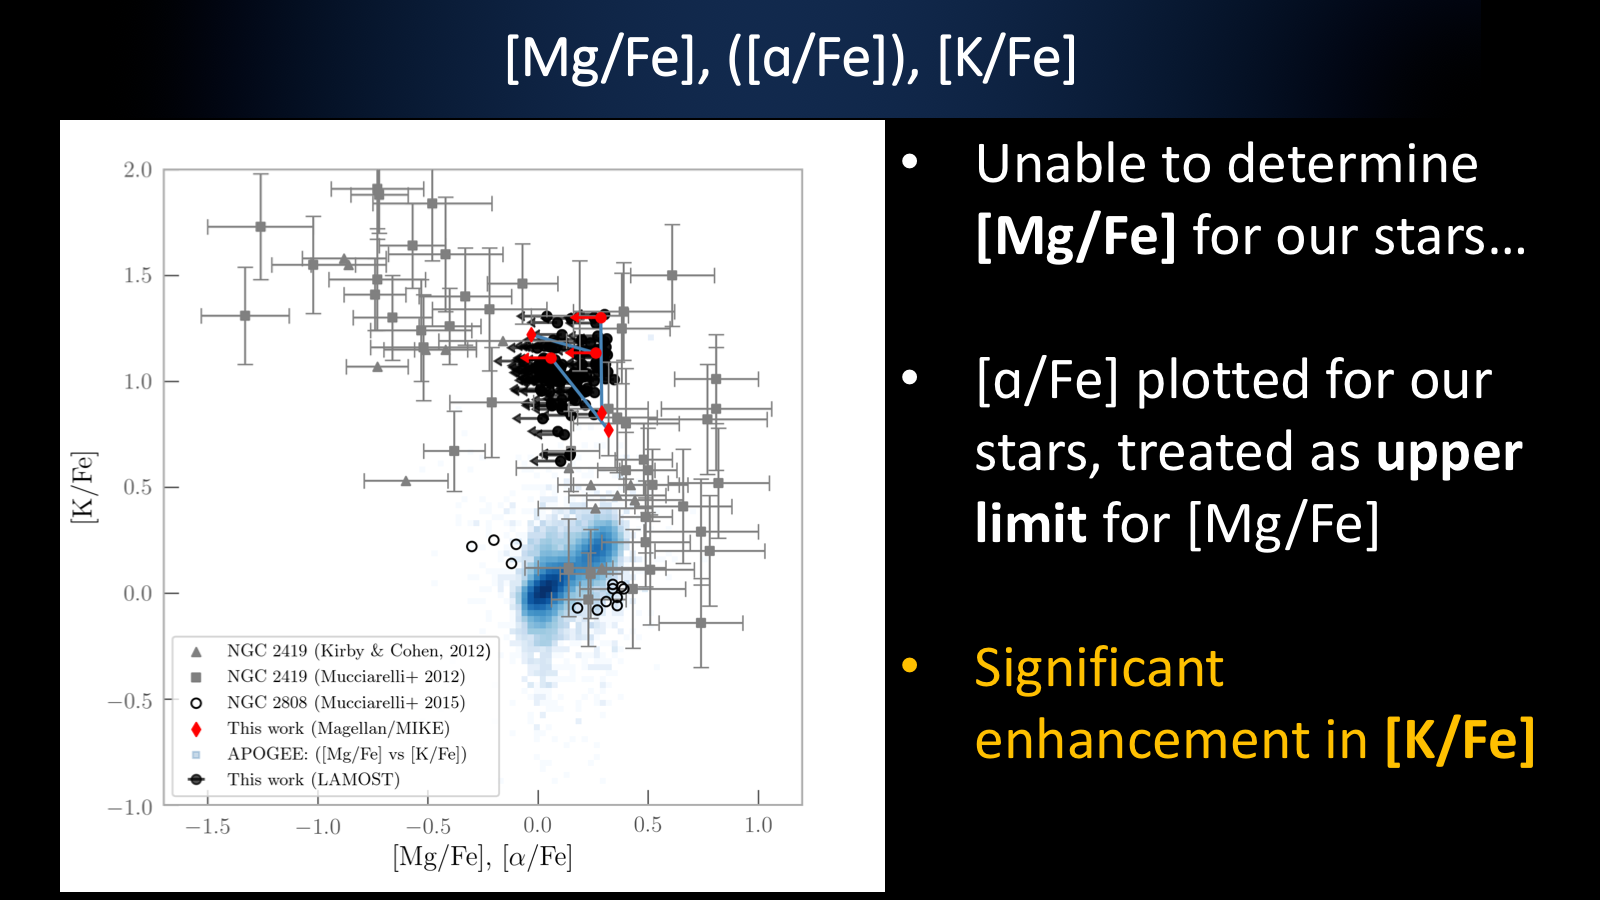 [Mg/Fe], ([ɑ/Fe]), [K/Fe]
2.0
1.5
1.0
0.5
0.0
−0.5
−1.0
[K/Fe]
NGC 2419 (Kirby & Cohen, 2012)
NGC 2419 (Mucciarelli+ 2012)
NGC 2808 (Mucciarelli+ 2015)
This work (Magellan/MIKE)
APOGEE: ([Mg/Fe] vs [K/Fe])
This work (LAMOST)
−1.5 −1.0 −0.5 0.0 0.5 1.0
[Mg/Fe], [α/Fe]
• Unable to determine
[Mg/Fe] for our stars…
• [ɑ/Fe] plotted for our
stars, treated as upper
limit for [Mg/Fe]
• Significant
enhancement in [K/Fe]